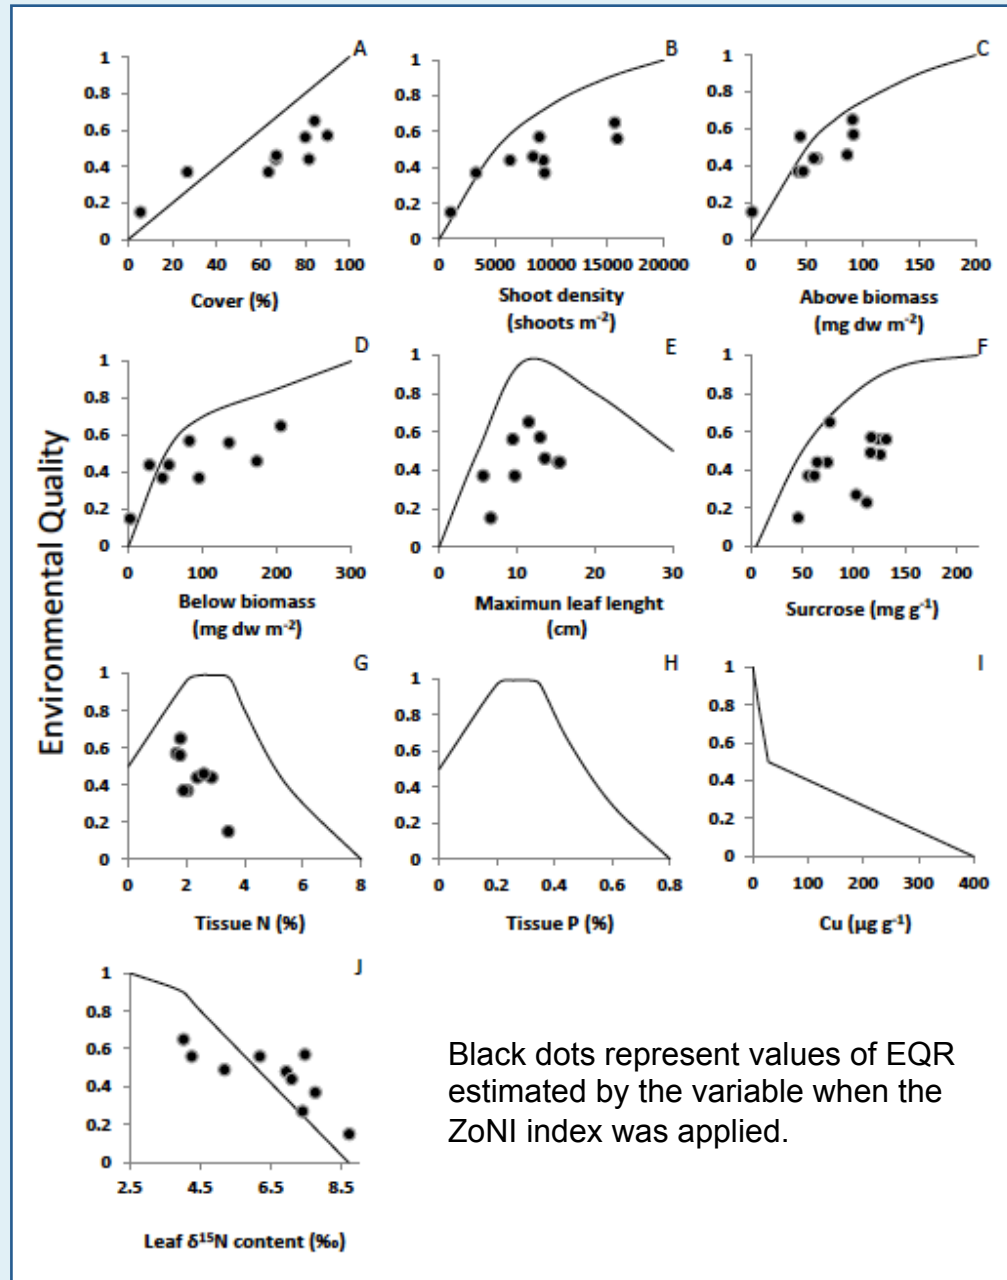 A
1
0.8
0.6
0.4
0.2
0
0 20 40 60 80 100
Cover (%)
B
1
0.8
0.6
0.4
0.2
0
0 5000 10000 15000 20000
Shoot density
(shoots m⁻²)
C
1
0.8
0.6
0.4
0.2
0
0 50 100 150 200
Above biomass
(mg dw m⁻²)
Environmental Quality
D
1
0.8
0.6
0.4
0.2
0
0 100 200 300
Below biomass
(mg dw m⁻²)
E
1
0.8
0.6
0.4
0.2
0
0 10 20 30
Maximun leaf lenght
(cm)
F
1
0.8
0.6
0.4
0.2
0
0 50 100 150 200
Surcrose (mg g⁻¹)
G
1
0.8
0.6
0.4
0.2
0
0 2 4 6 8
Tissue N (%)
H
1
0.8
0.6
0.4
0.2
0
0 0.2 0.4 0.6 0.8
Tissue P (%)
I
1
0.8
0.6
0.4
0.2
0
0 100 200 300 400
Cu (µg g⁻¹)
J
1
0.8
0.6
0.4
0.2
0
2.5 4.5 6.5 8.5
Leaf δ¹⁵N content (‰)
Black dots represent values of EQR
estimated by the variable when the
ZoNI index was applied.